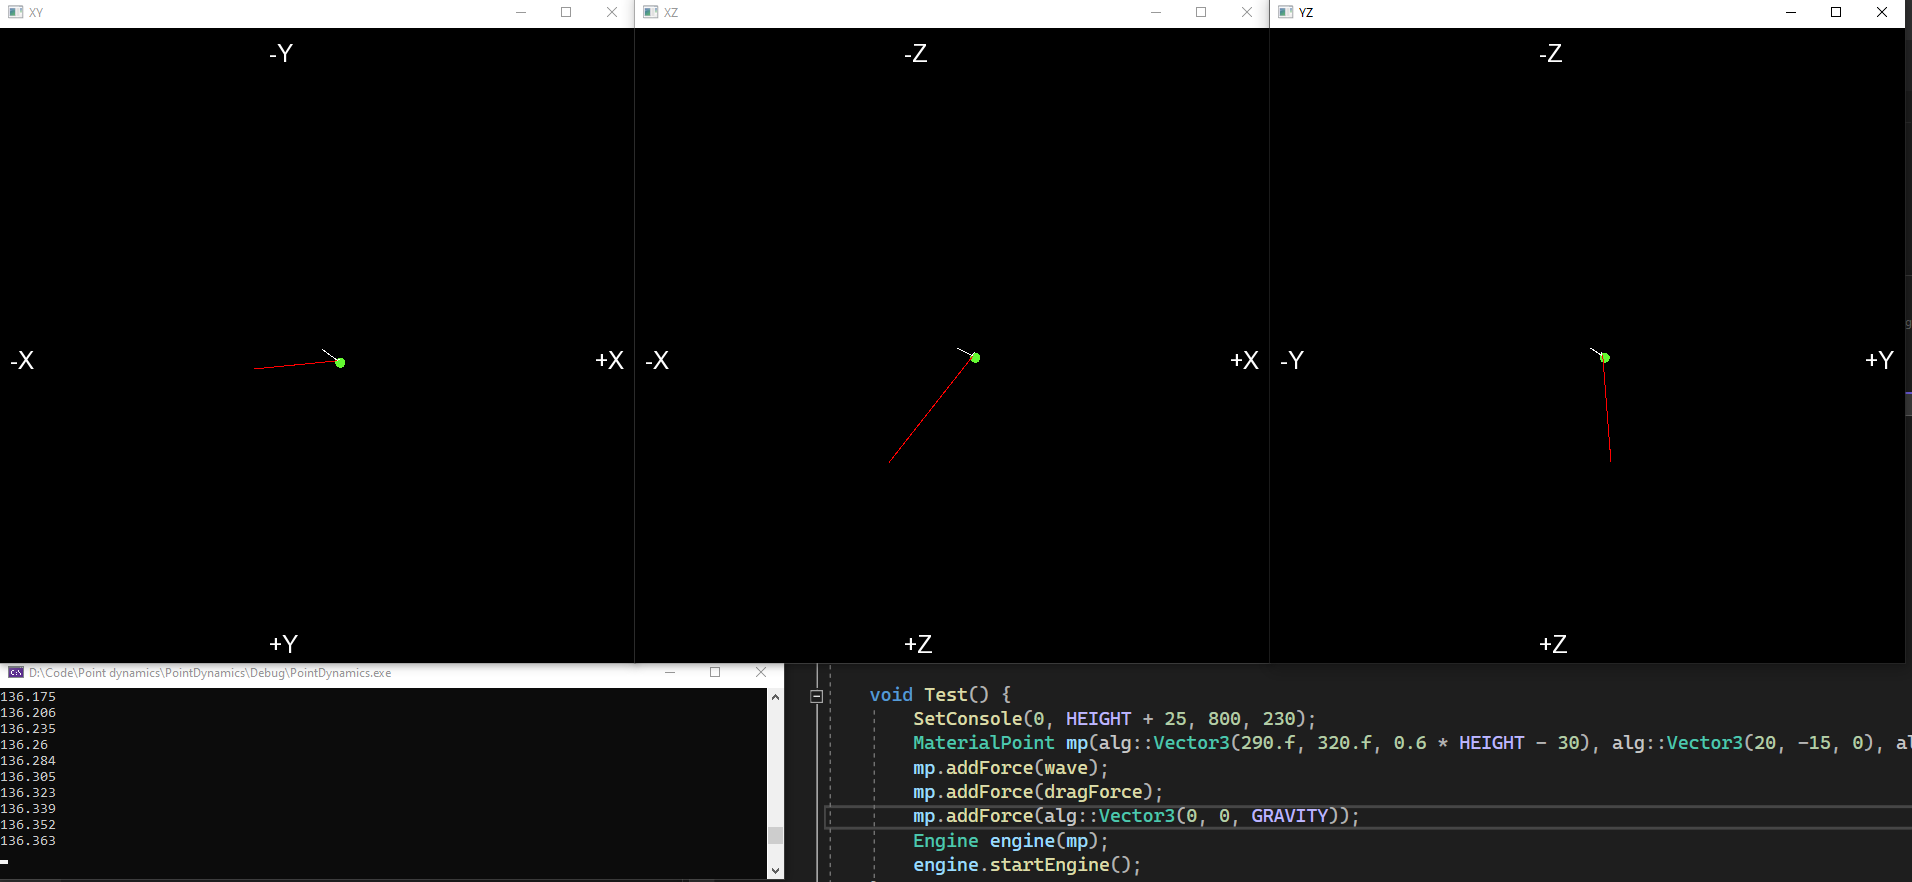 XY
XZ
YZ
-Y
-Z
-Z
-X
+X
-X
+X
-Y
+Y
+Y
+Z
+Z
D:\Code\Point dynamics\PointDynamics\Debug\PointDynamics.exe
136.175
136.206
136.235
136.26
136.284
136.305
136.323
136.339
136.352
136.363
void Test() {
SetConsole(0, HEIGHT + 25, 800, 230);
MaterialPoint mp(alg::Vector3(290.f, 320.f, 0.6 * HEIGHT - 30), alg::Vector3(20, -15, 0), al
mp.addForce(wave);
mp.addForce(dragForce);
mp.addForce(alg::Vector3(0, 0, GRAVITY));
Engine engine(mp);
engine.startEngine();